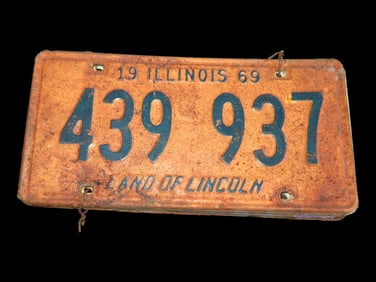 19 ILLINOIS 69
439 937
LAND OF LINCOLN